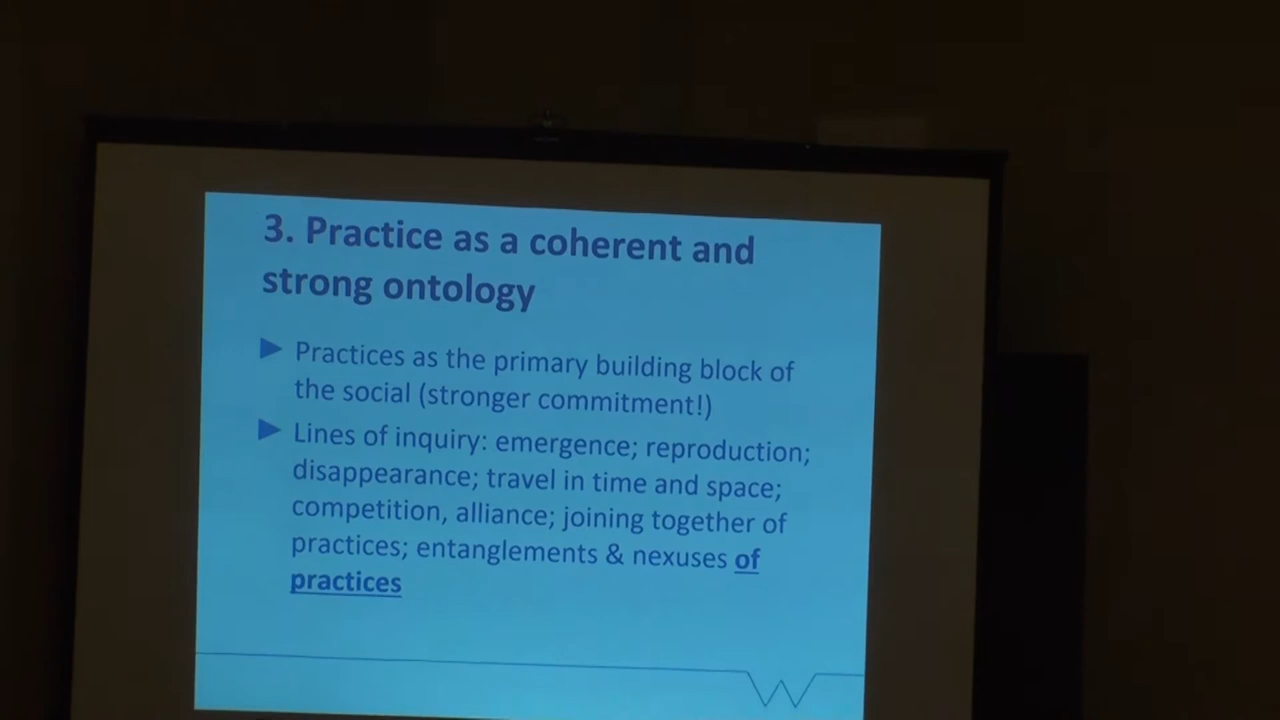 3. Practice as a coherent and
strong ontology
Practices as the primary building block of
the social (stronger commitment!)
Lines of inquiry: emergence; reproduction;
disappearance; travel in time and space;
competition, alliance; joining together of
practices; entanglements & nexuses of
practices